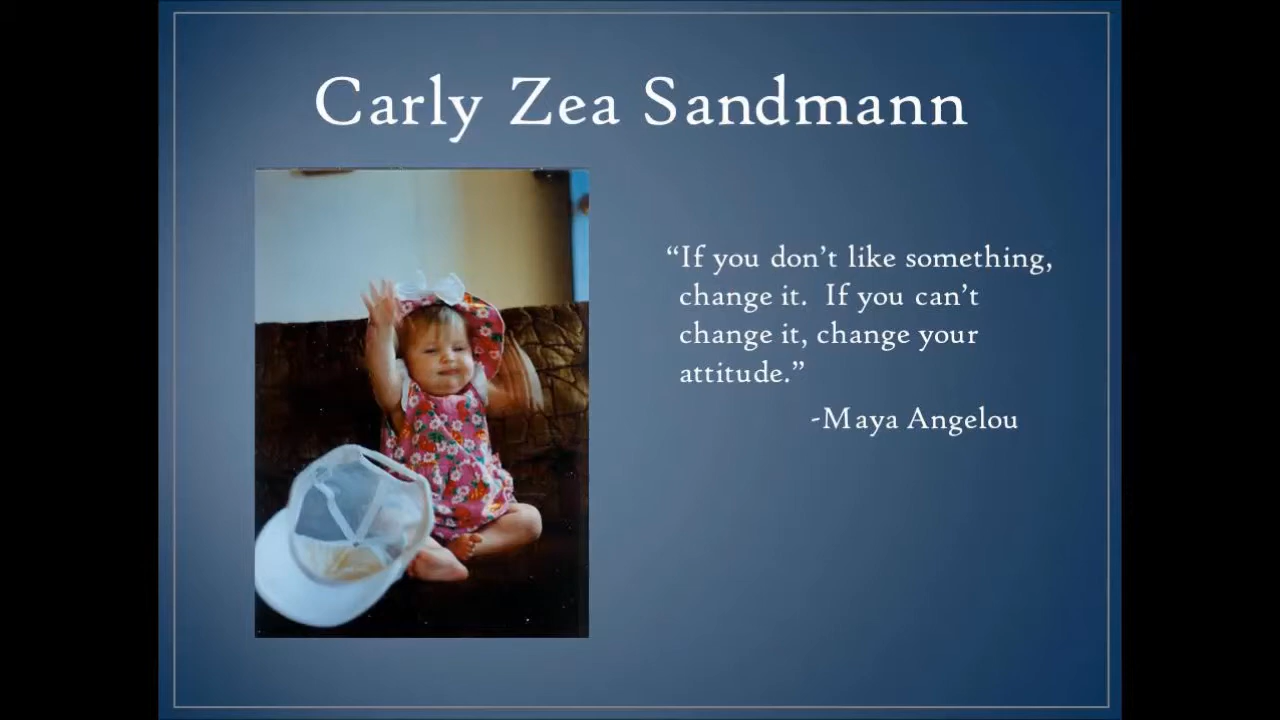 Carly Zea Sandmann
“If you don’t like something,
change it.  If you can’t
change it, change your
attitude.”
-Maya Angelou